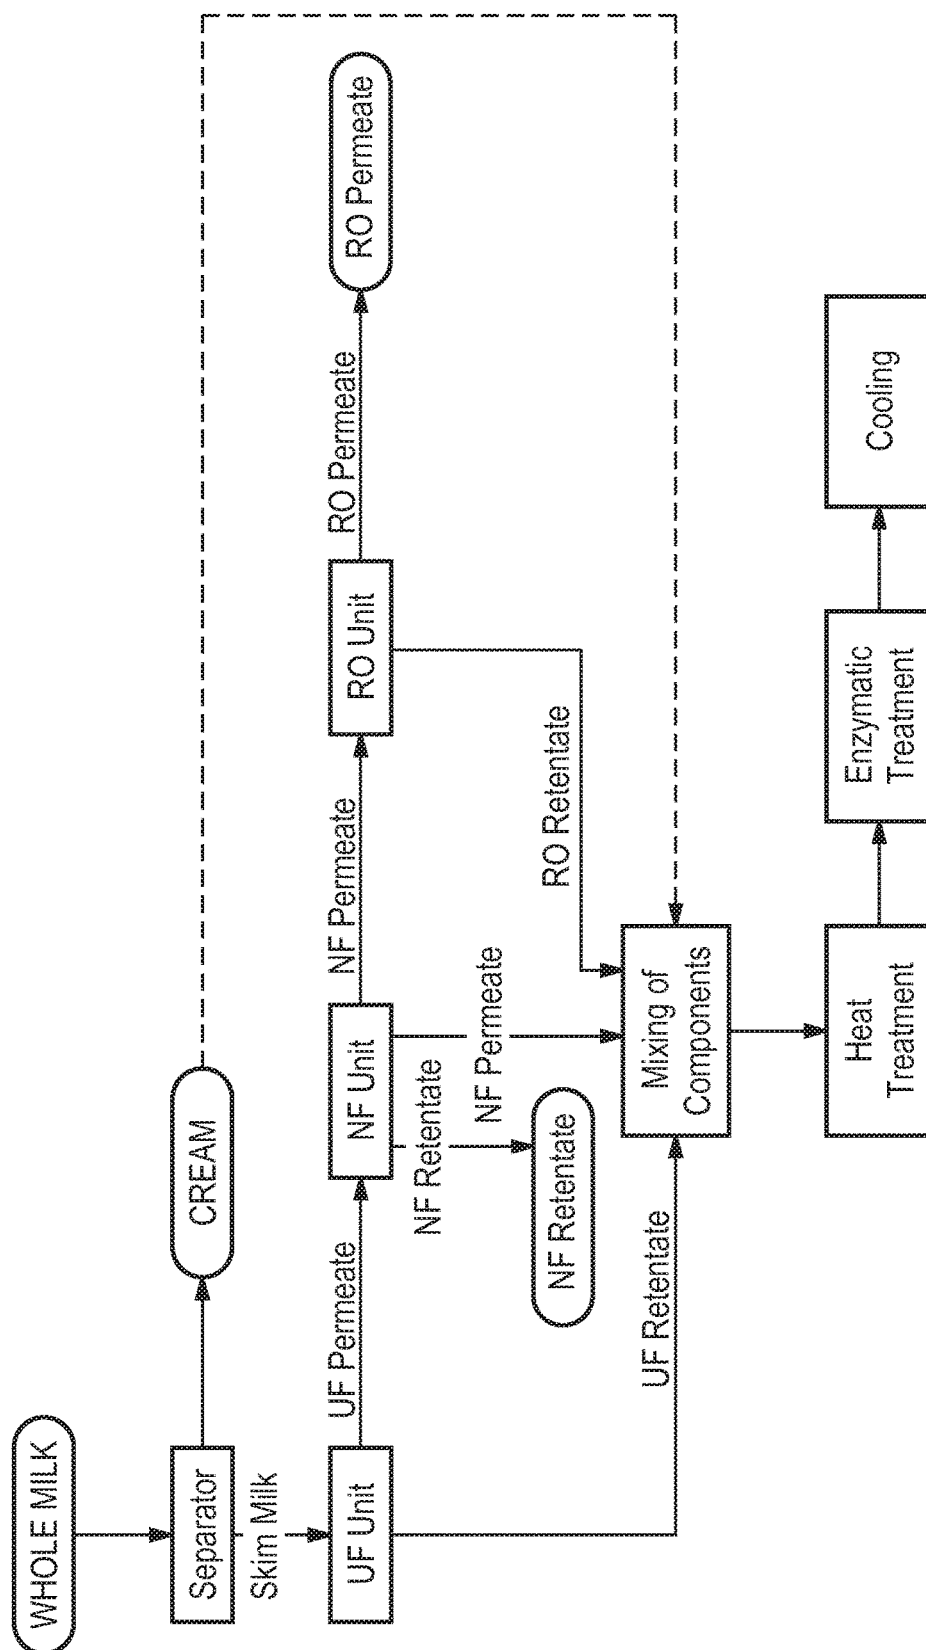 WHOLE MILK
Separator
CREAM
Skim Milk
UF Unit
UF Permeate
NF Unit
NF Permeate
RO Unit
RO Permeate
RO Permeate
NF Retentate
NF Permeate
NF Retentate
RO Retentate
UF Retentate
Mixing of
Components
Heat
Treatment
Enzymatic
Treatment
Cooling